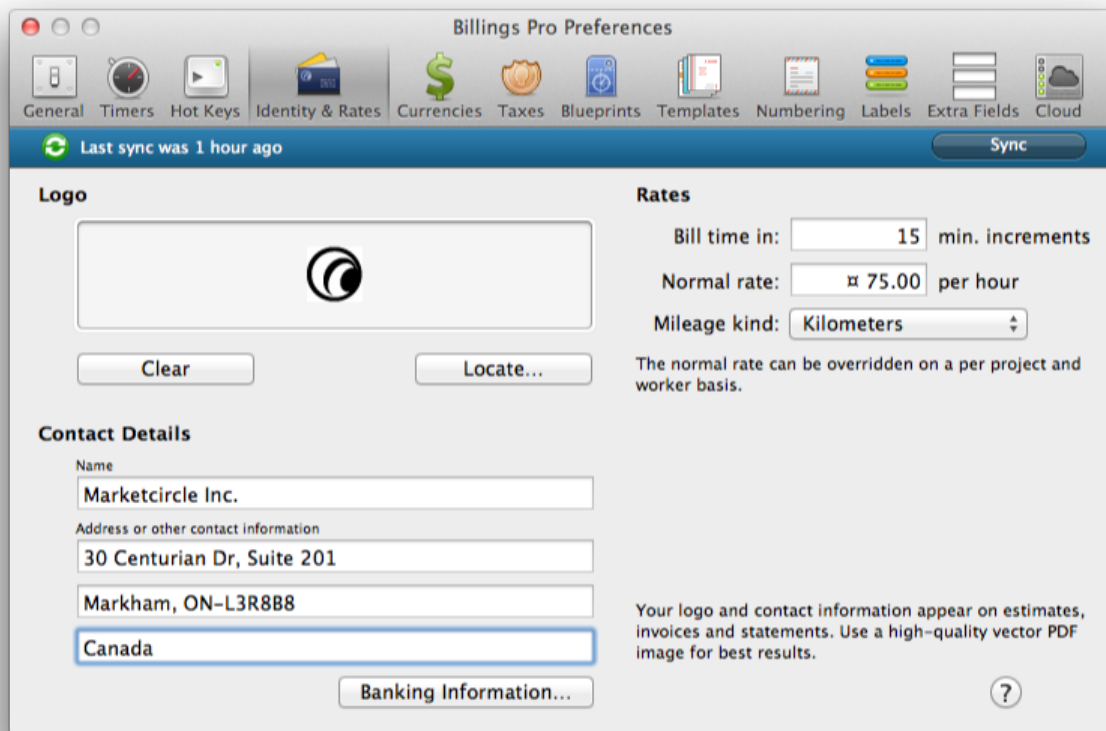 Billings Pro Preferences
General Timers Hot Keys Identity & Rates Currencies Taxes Blueprints Templates Numbering Labels Extra Fields Cloud
Last sync was 1 hour ago Sync
Logo
Clear Locate...
Contact Details
Name
Marketcircle Inc.
Address or other contact information
30 Centurian Dr, Suite 201
Markham, ON-L3R8B8
Canada
Banking Information...
Rates
Bill time in: 15 min. increments
Normal rate: ¤ 75.00 per hour
Mileage kind: Kilometers
The normal rate can be overridden on a per project and
worker basis.
Your logo and contact information appear on estimates,
invoices and statements. Use a high-quality vector PDF
image for best results.
?